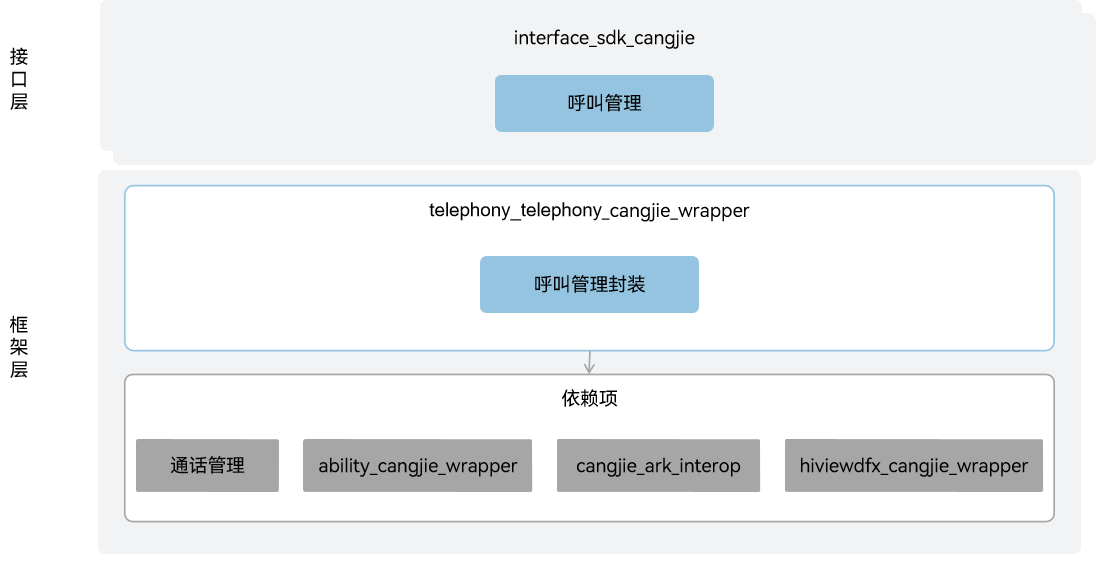 接口层
interface_sdk_cangjie
呼叫管理
框架层
telephony_telephony_cangjie_wrapper
呼叫管理封装
依赖项
通话管理
ability_cangjie_wrapper
cangjie_ark_interop
hiviewdfx_cangjie_wrapper